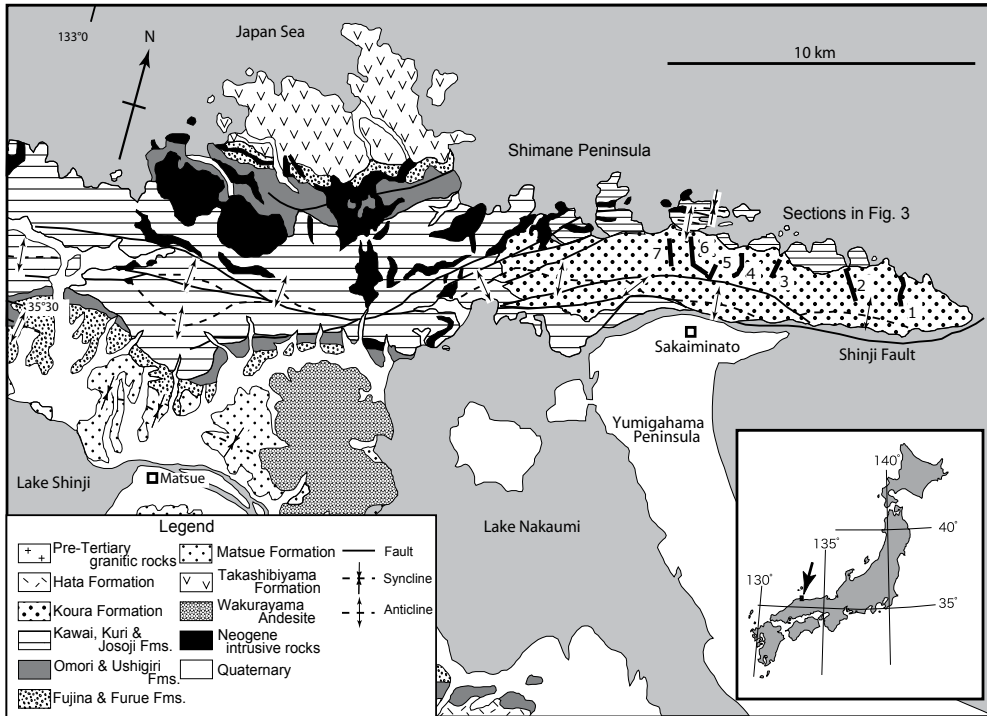 133°0
Japan Sea
N
10 km
Shimane Peninsula
Sections in Fig. 3
7
6
5
4
3
2
1
35°30
Sakaiminato
Shinji Fault
Yumigahama
Peninsula
Lake Shinji
Matsue
Lake Nakaumi
Legend
Pre-Tertiary
granific rocks
Hata Formation
Koura Formation
Kawai, Kuri &
Josoji Fms.
Omori & Ushigiri
Fms.
Fujina & Furue Fms.
Matsue Formation
Takashibiyama
Formation
Wakurayama
Andesite
Neogene
intrusive rocks
Quaternary
Fault
Syncline
Anticline
140°
40°
135°
130°
35°